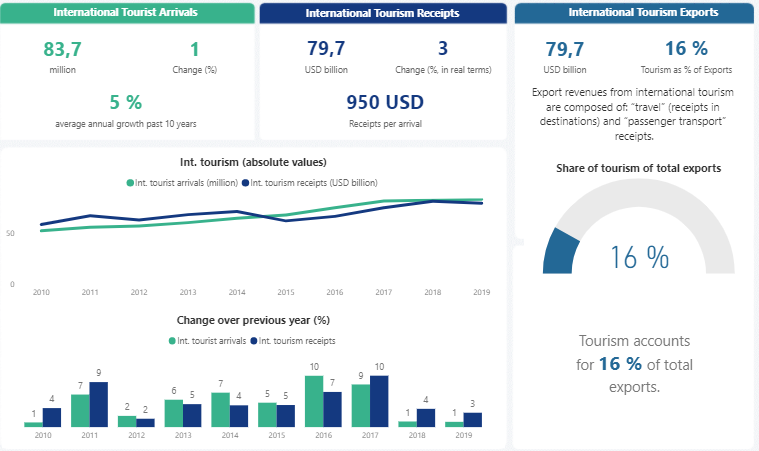 International Tourist Arrivals
83,7
million
1
Change (%)
5 %
average annual growth past 10 years
International Tourism Receipts
79,7
USD billion
3
Change (%, in real terms)
950 USD
Receipts per arrival
International Tourism Exports
79,7
USD billion
16 %
Tourism as % of Exports
Export revenues from international tourism
are composed of: “travel” (receipts in
destinations) and “passenger transport”
receipts.
Share of tourism of total exports
16 %
Tourism accounts
for 16 % of total
exports.
Int. tourism (absolute values)
Int. tourist arrivals (million) Int. tourism receipts (USD billion)
50
0
2010 2011 2012 2013 2014 2015 2016 2017 2018 2019
Change over previous year (%)
Int. tourist arrivals Int. tourism receipts
1 4 7 9 2 2 6 5 7 4 5 5 10 7 9 10 1 4 1 3
2010 2011 2012 2013 2014 2015 2016 2017 2018 2019